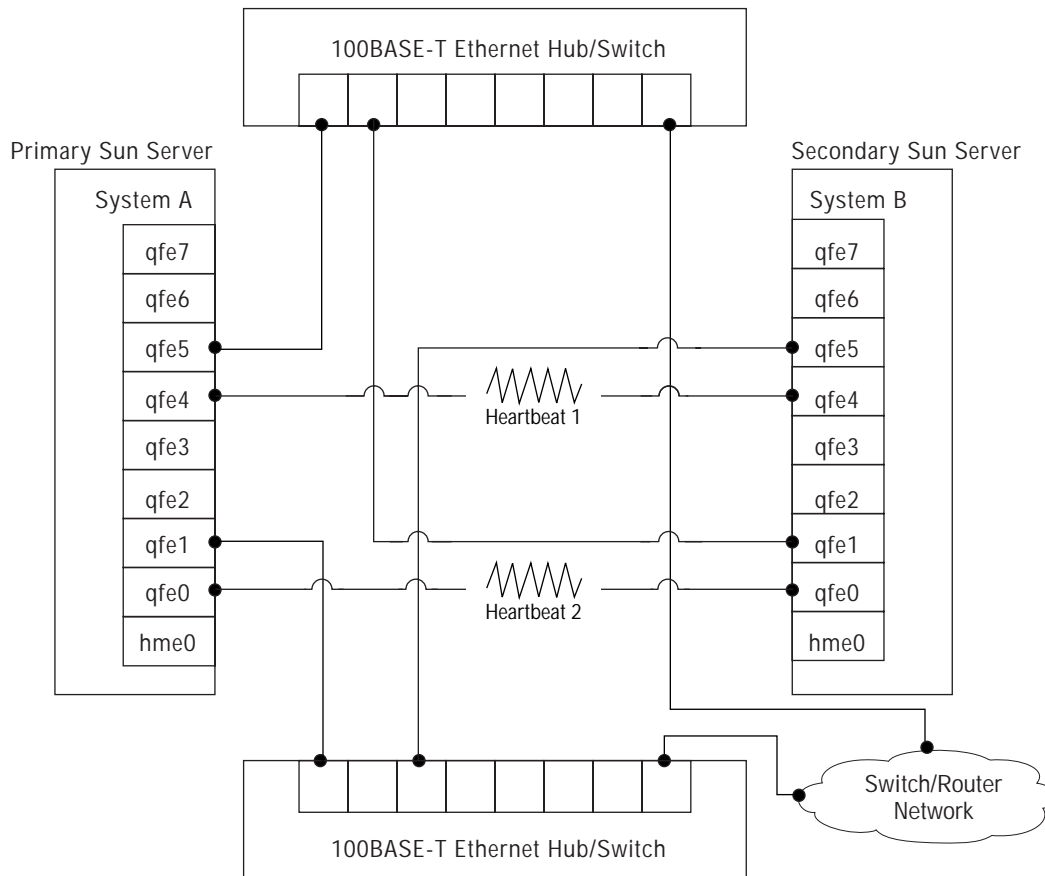 100BASE-T Ethernet Hub/Switch
Primary Sun Server
System A
qfe7
qfe6
qfe5
qfe4
qfe3
qfe2
qfe1
qfe0
hme0
Heartbeat 1
Heartbeat 2
Secondary Sun Server
System B
qfe7
qfe6
qfe5
qfe4
qfe3
qfe2
qfe1
qfe0
hme0
Switch/Router
Network
100BASE-T Ethernet Hub/Switch